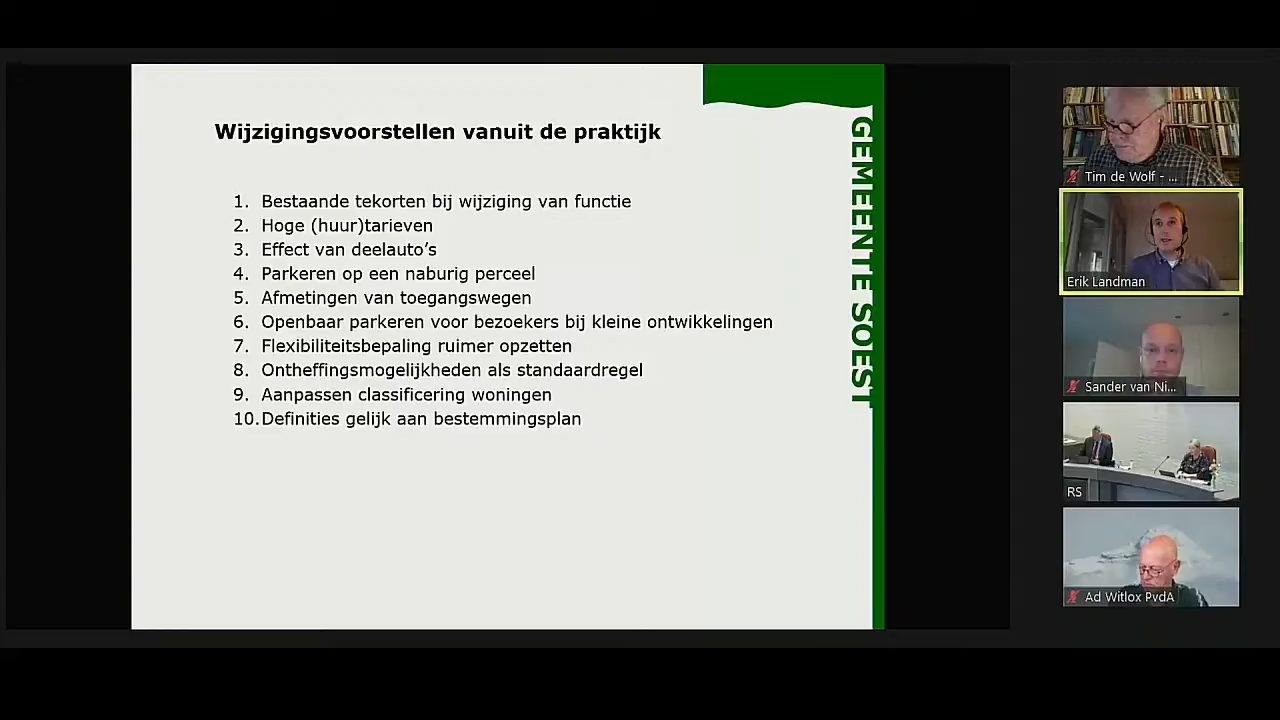 Wijzigingsvoorstellen vanuit de praktijk
1. Bestaande tekorten bij wijziging van functie
2. Hoge (huur)tarieven
3. Effect van deelauto’s
4. Parkeren op een naburig perceel
5. Afmetingen van toegangswegen
6. Openbaar parkeren voor bezoekers bij kleine ontwikkelingen
7. Flexibiliteitsbepaling ruimer opzetten
8. Ontheffingsmogelijkheden als standaardregel
9. Aanpassen classificering woningen
10. Definities gelijk aan bestemmingsplan
GEMEENTE SOEST
Tim de Wolf - ...
Erik Landman
Sander van Ni...
RS
Ad Witlox PvdA